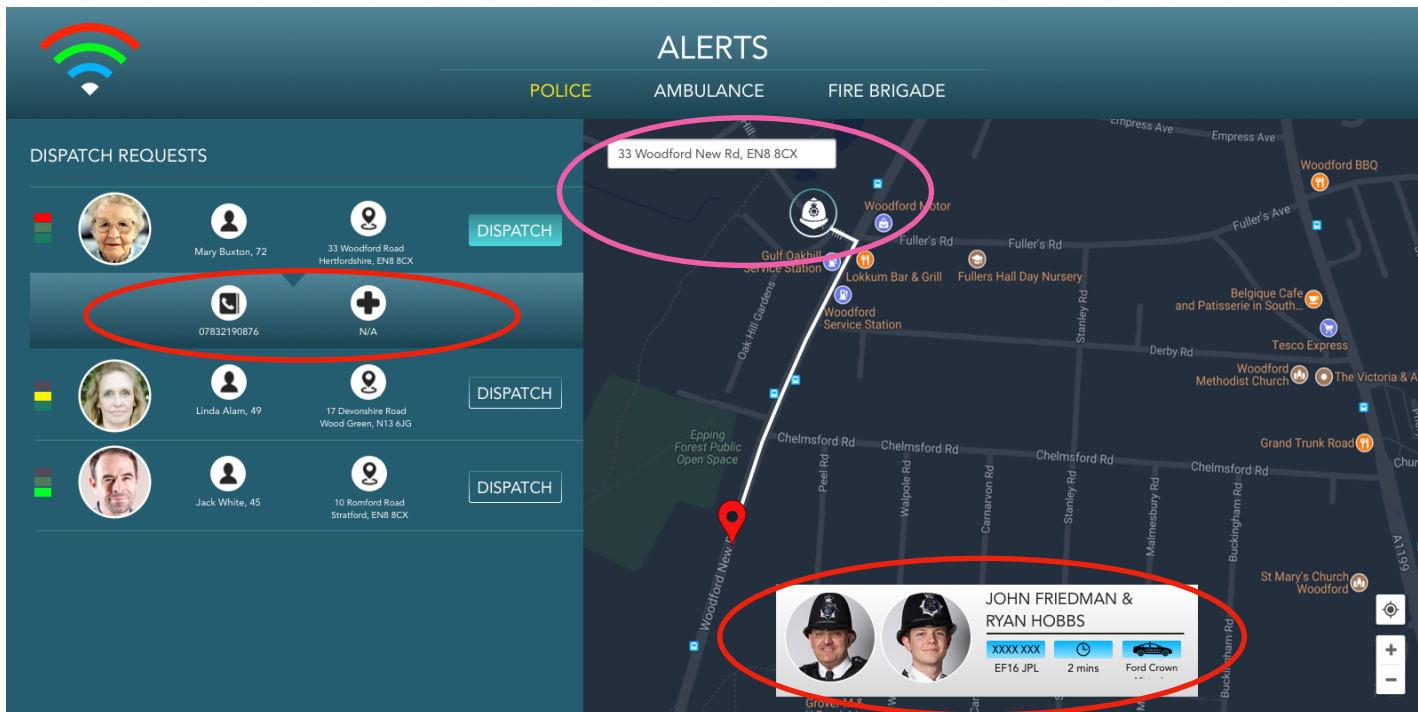 ALERTS
POLICE AMBULANCE FIRE BRIGADE
DISPATCH REQUESTS
Mary Buxton, 72
33 Woodford Road
Hertfordshire, EN8 8CX
DISPATCH
07832190876
N/A
Linda Alam, 49
17 Devonshire Road
Wood Green, N13 6JG
DISPATCH
Jack White, 45
10 Romford Road
Stratford, EN8 8CX
DISPATCH
33 Woodford New Rd, EN8 8CX
Hill
Empress Ave
Empress Ave
Woodford BBQ
Woodford Motor
Fuller's Ave
Fuller's Rd
Fuller's Rd
Gulf Oakhill
Service Station
Lokkum Bar & Grill
Fullers Hall Day Nursery
Woodford
Service Station
Oak Hill Gardens
Stanley Rd
Belgique Cafe
and Patisserie in South...
Tesco Express
Derby Rd
Woodford
Methodist Church
The Victoria & A
Epping
Forest Public
Open Space
Chelmsford Rd
Chelmsford Rd
Chelmsford Rd
Chelmsford Rd
Grand Trunk Road
Peel Rd
Walpole Rd
Carnarvon Rd
Stanley Rd
Malmesbury Rd
Buckingham Rd
A1199
Woodford New
St Mary's Church
Woodford
Buckingham Rd
JOHN FRIEDMAN &
RYAN HOBBS
XXXX XXX
EF16 JPL
2 mins
Ford Crown
+
−